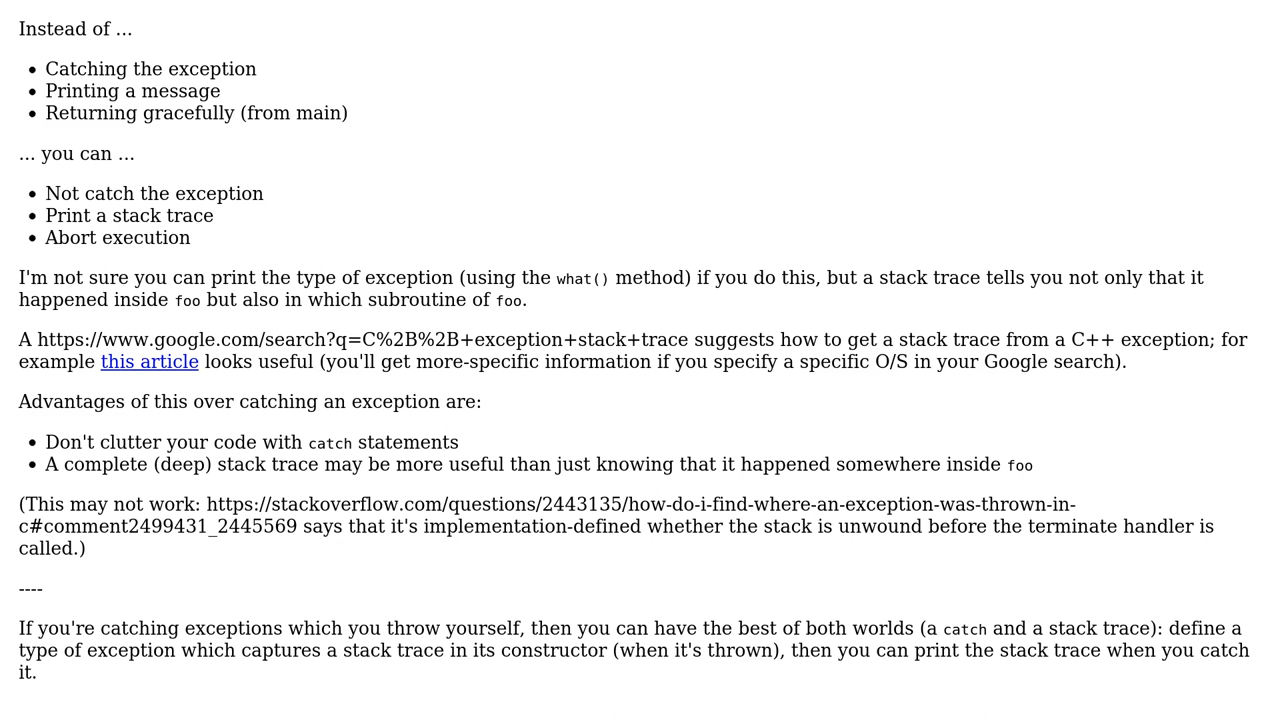 Instead of ...
• Catching the exception
• Printing a message
• Returning gracefully (from main)
... you can ...
• Not catch the exception
• Print a stack trace
• Abort execution
I'm not sure you can print the type of exception (using the what() method) if you do this, but a stack trace tells you not only that it
happened inside foo but also in which subroutine of foo.
A https://www.google.com/search?q=C%2B%2B+exception+stack+trace suggests how to get a stack trace from a C++ exception; for
example this article looks useful (you'll get more-specific information if you specify a specific O/S in your Google search).
Advantages of this over catching an exception are:
• Don't clutter your code with catch statements
• A complete (deep) stack trace may be more useful than just knowing that it happened somewhere inside foo
(This may not work: https://stackoverflow.com/questions/2443135/how-do-i-find-where-an-exception-was-thrown-in-
c#comment2499431_2445569 says that it's implementation-defined whether the stack is unwound before the terminate handler is
called.)
----
If you're catching exceptions which you throw yourself, then you can have the best of both worlds (a catch and a stack trace): define a
type of exception which captures a stack trace in its constructor (when it's thrown), then you can print the stack trace when you catch
it.